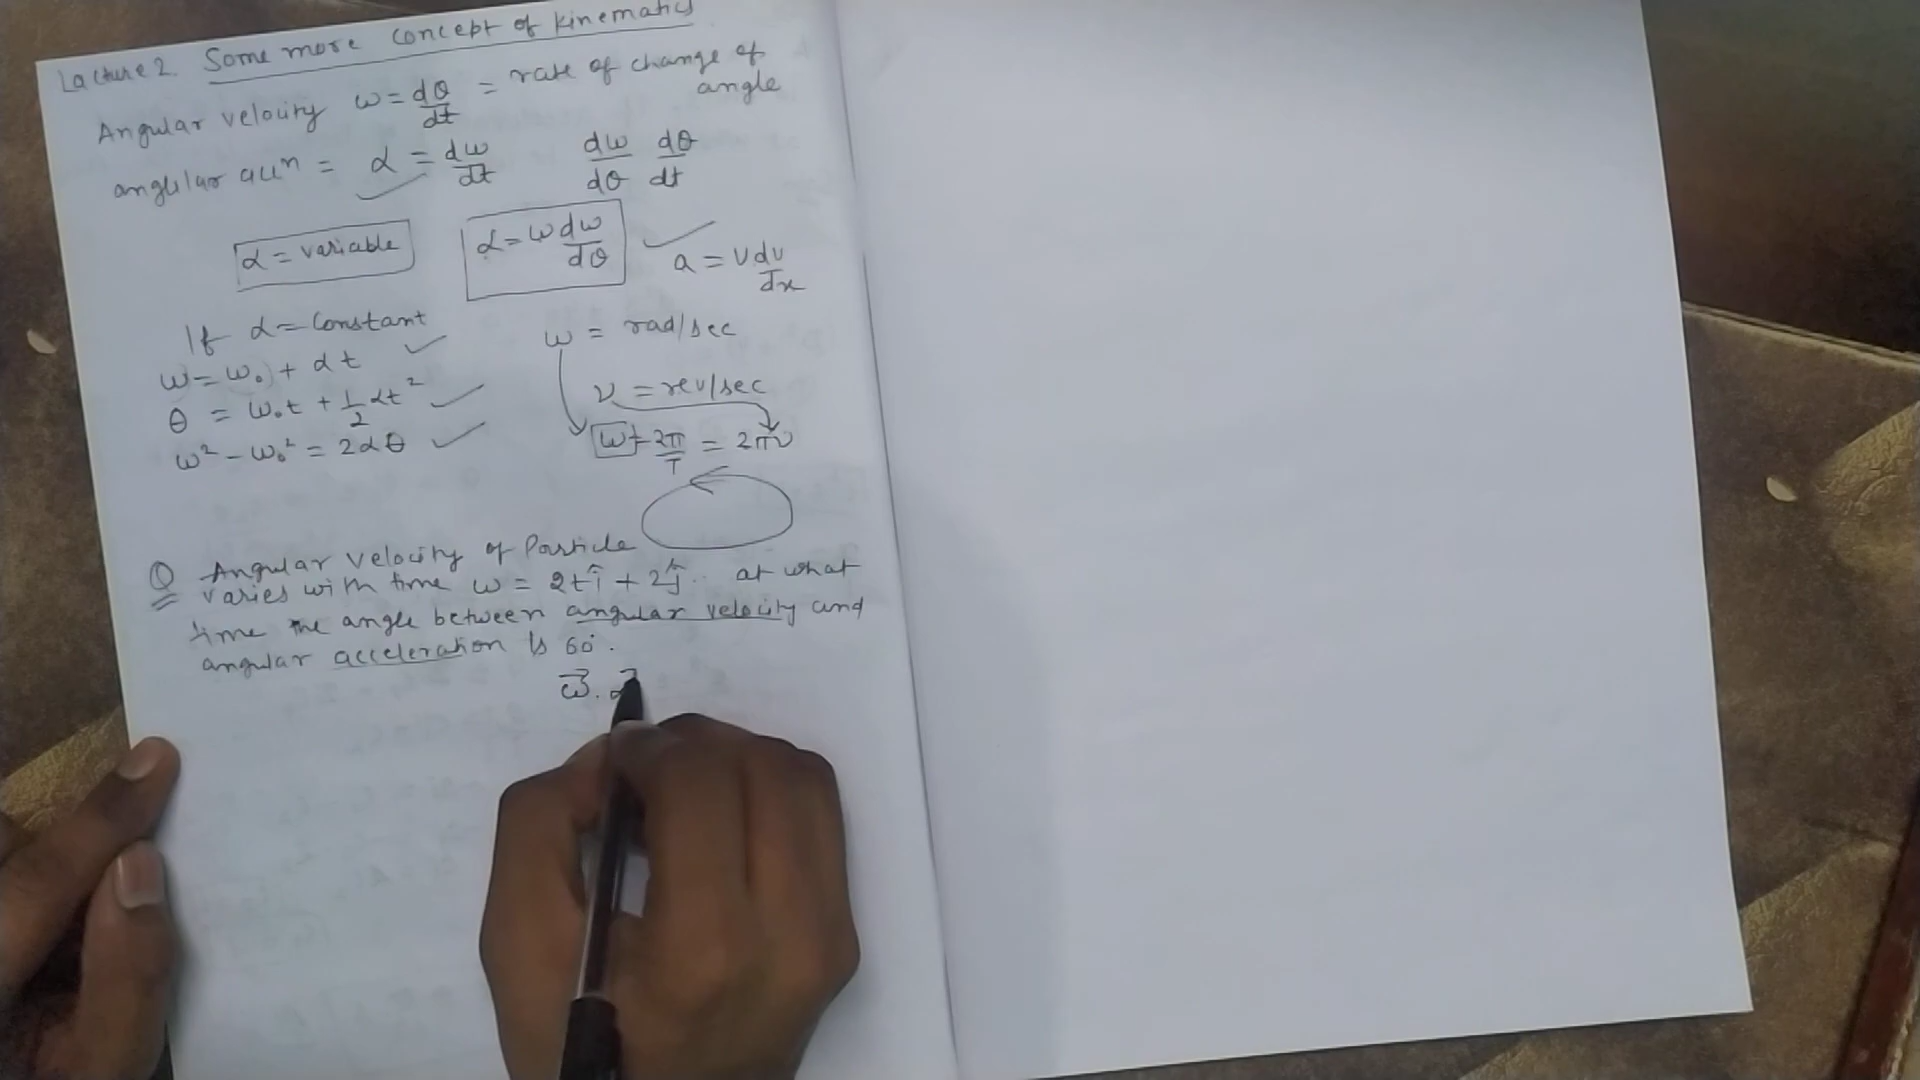 Lacture 2. Some more concept of kinematics
Angular velocity ω = dθ/dt = rate of change of angle
angular accⁿ = α = dω/dt
dω/dθ dθ/dt
α = variable
α = ω dω/dθ
a = v dv/dx
If α = constant
ω = ω₀ + αt
θ = ω₀t + 1/2 αt²
ω² - ω₀² = 2αθ
ω = rad/sec
ν = rev/sec
ω = 2π/T = 2πν
Q Angular velocity of Particle
varies with time ω = 2tî + 2ĵ.. at what
time the angle between angular velocity and
angular acceleration is 60°.
ω⃗. α⃗